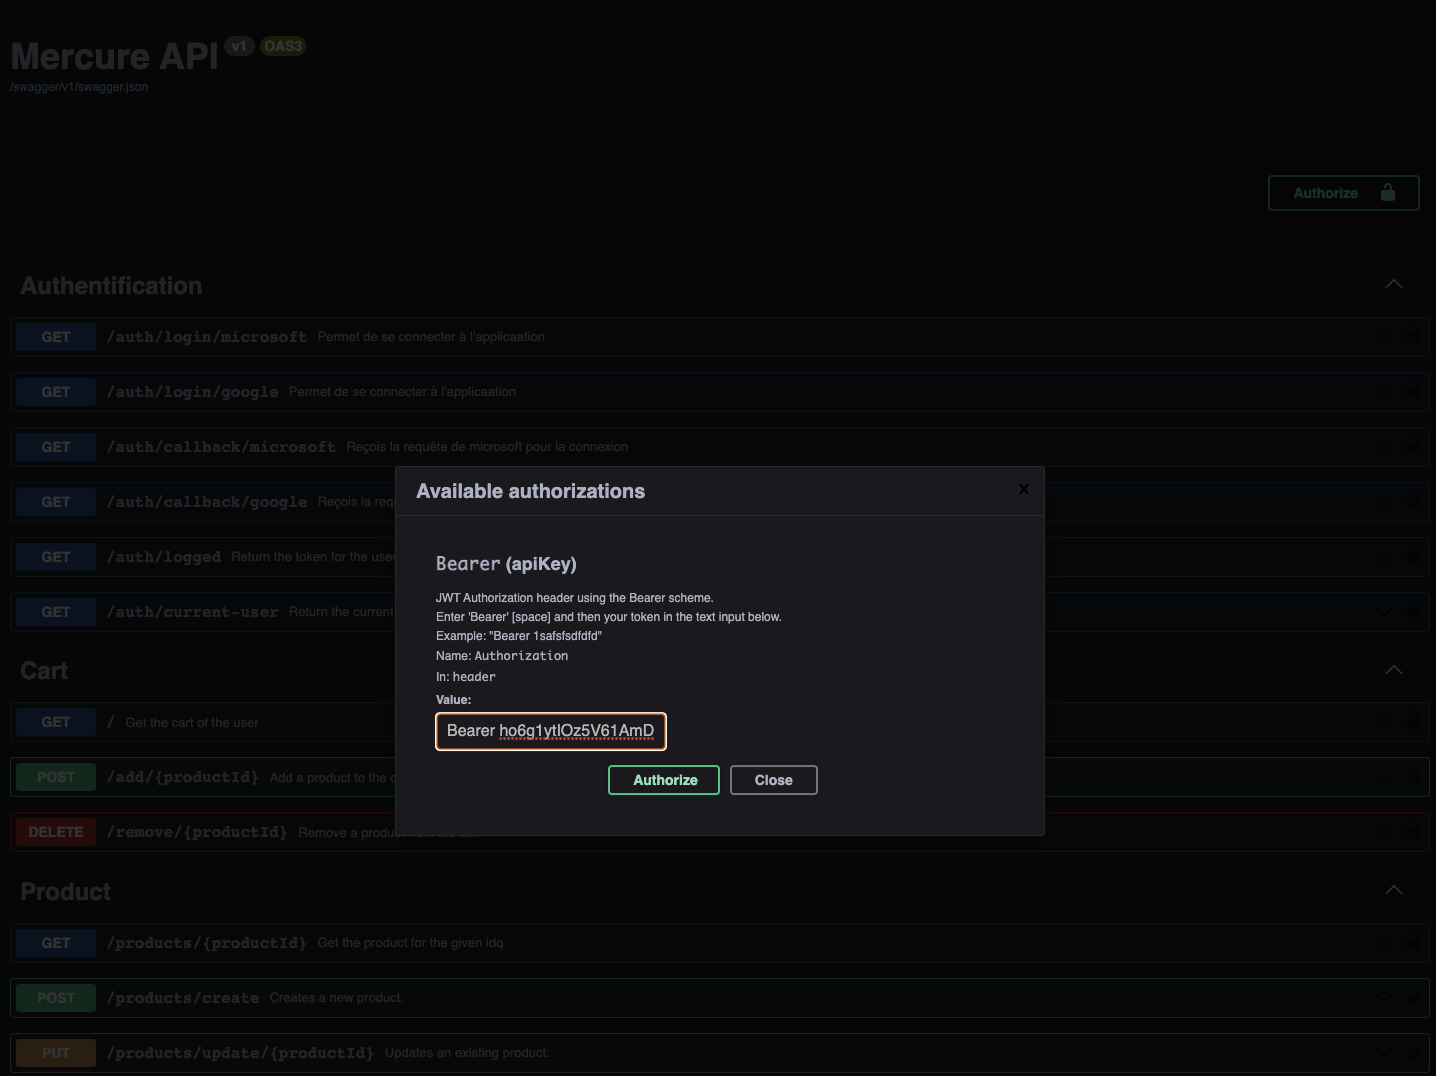 Mercure API v1 OAS3
/swagger/v1/swagger.json
Authorize
Authentification
GET /auth/login/microsoft Permet de se connecter à l'applicaation
GET /auth/login/google Permet de se connecter à l'applicaation
GET /auth/callback/microsoft Reçois la requête de microsoft pour la connexion
GET /auth/callback/google Reçois la req
GET /auth/logged Return the token for the user
GET /auth/current-user Return the current
Cart
GET / Get the cart of the user
POST /add/{productId} Add a product to the c
DELETE /remove/{productId} Remove a product
Product
GET /products/{productId} Get the product for the given idq
POST /products/create Creates a new product.
PUT /products/update/{productId} Updates an existing product.
Available authorizations
x
Bearer (apiKey)
JWT Authorization header using the Bearer scheme.
Enter 'Bearer' [space] and then your token in the text input below.
Example: "Bearer 1safsfsdfdfd"
Name: Authorization
In: header
Value:
Bearer ho6g1ytIOz5V61AmD
Authorize
Close